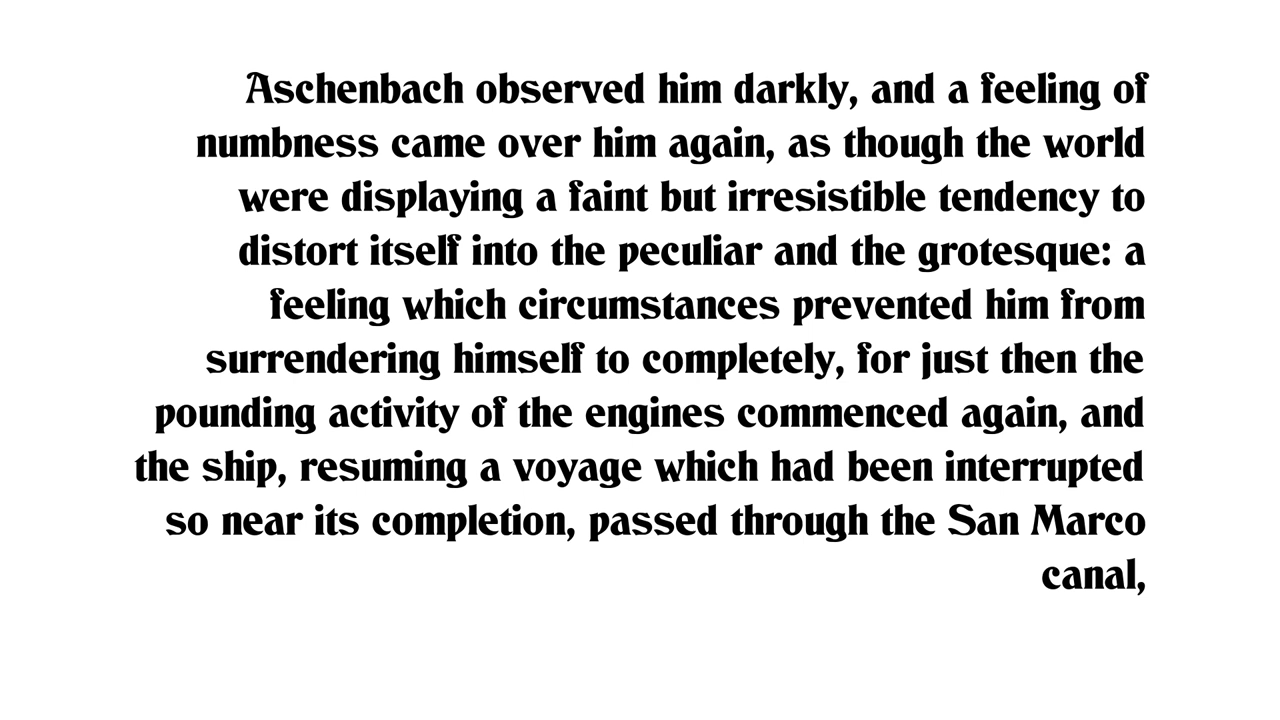 Aschenbach observed him darkly, and a feeling of
numbness came over him again, as though the world
were displaying a faint but irresistible tendency to
distort itself into the peculiar and the grotesque: a
feeling which circumstances prevented him from
surrendering himself to completely, for just then the
pounding activity of the engines commenced again, and
the ship, resuming a voyage which had been interrupted
so near its completion, passed through the San Marco
canal,